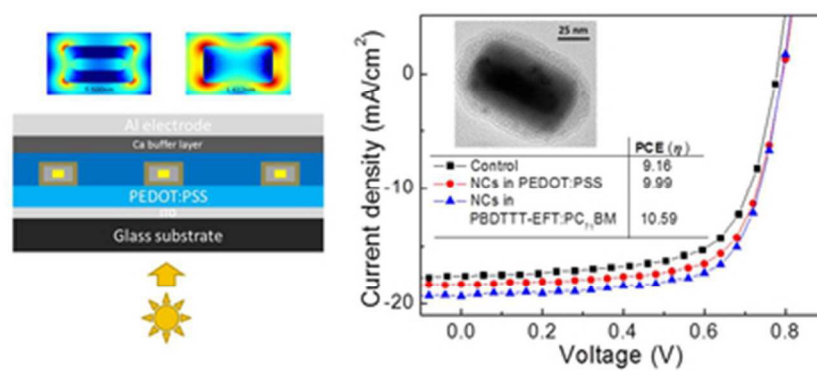 Al electrode
Ca buffer layer
PEDOT:PSS
ITO
Glass substrate
Current density (mA/cm²)
0
-10
-20
0.0
0.2
0.4
0.6
0.8
Voltage (V)
25 nm
PCE (η)
Control 9.16
NCs in PEDOT:PSS 9.99
NCs in
PBDTTT-EFT:PC₇₁BM 10.59